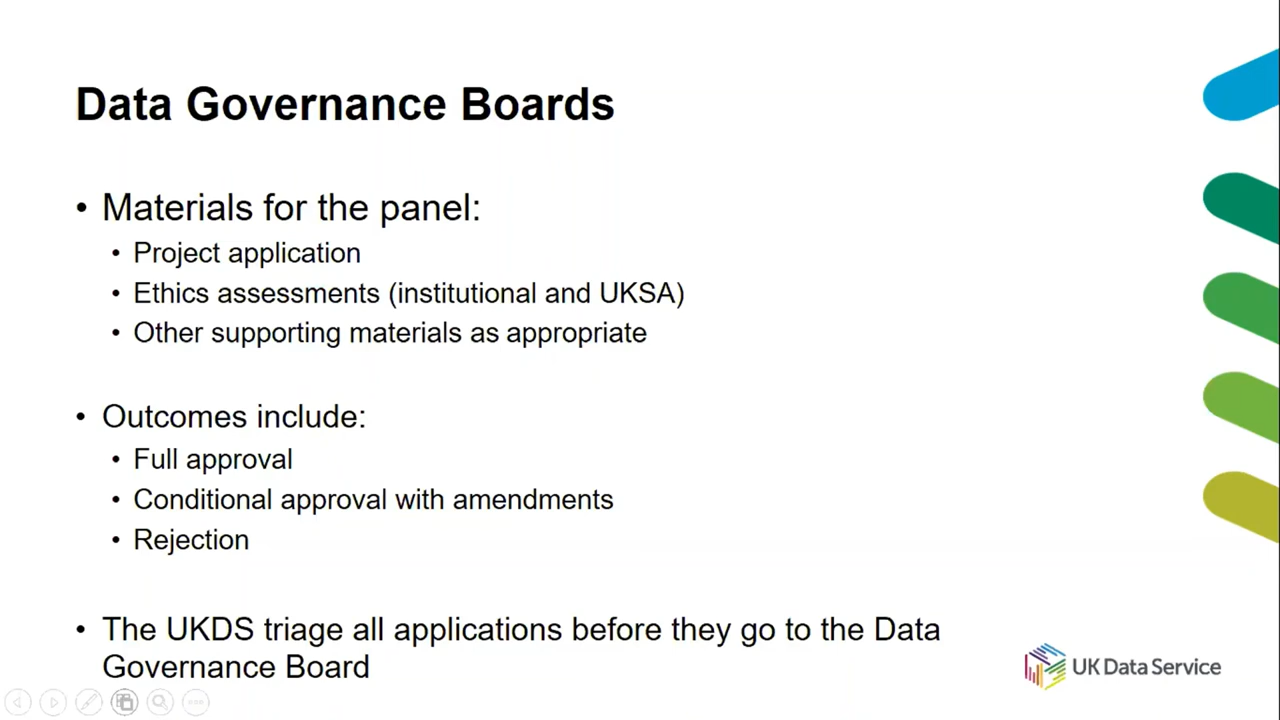 Data Governance Boards
• Materials for the panel:
• Project application
• Ethics assessments (institutional and UKSA)
• Other supporting materials as appropriate
• Outcomes include:
• Full approval
• Conditional approval with amendments
• Rejection
• The UKDS triage all applications before they go to the Data
Governance Board
UK Data Service